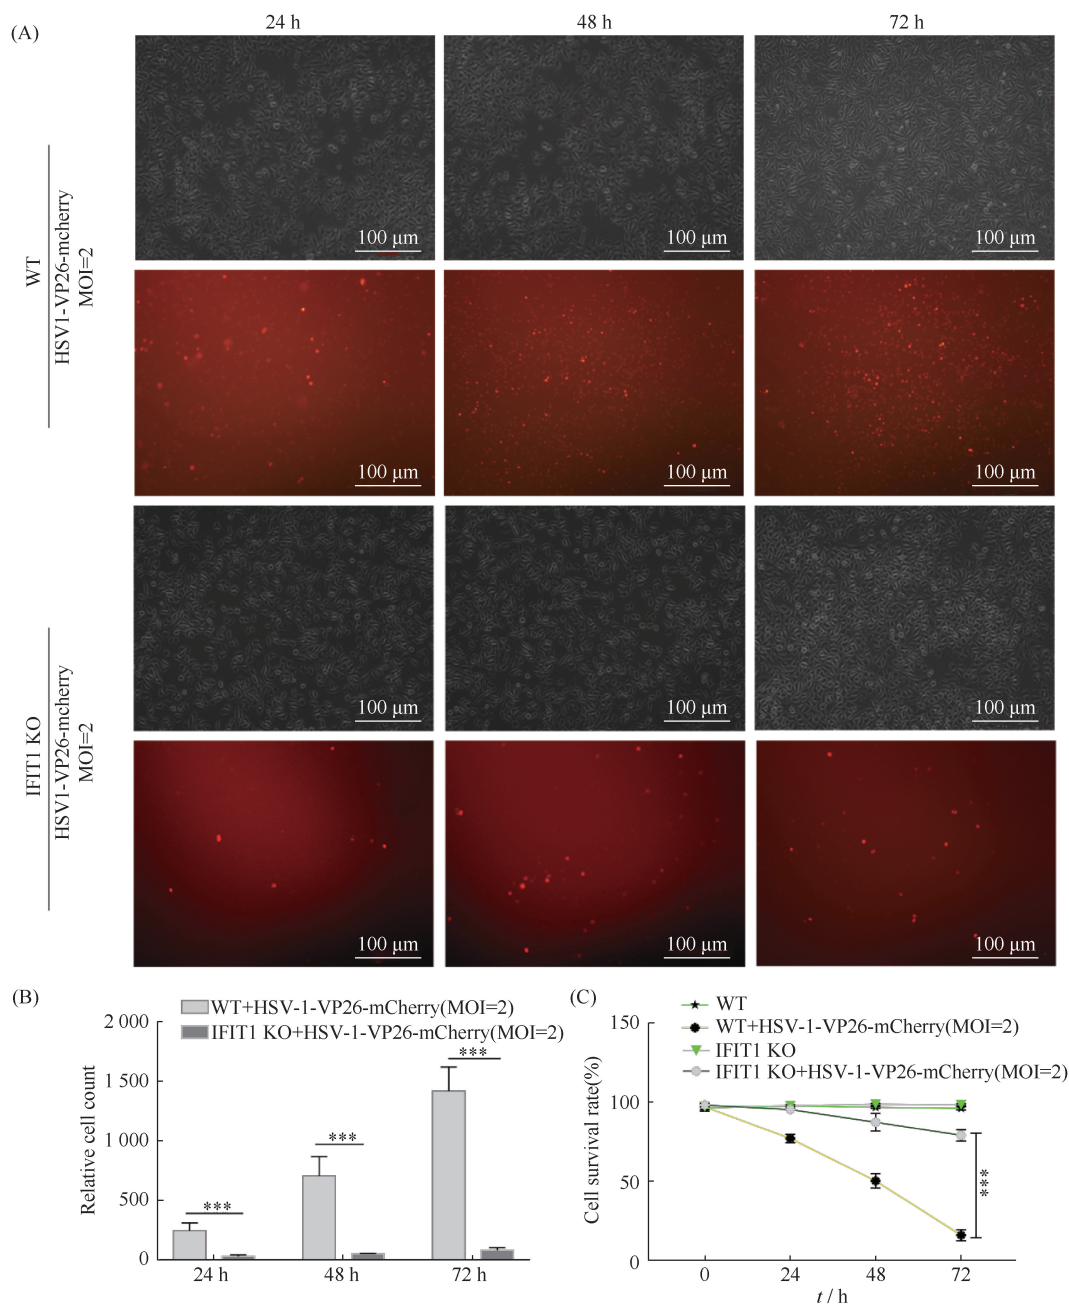 (A)
24 h
48 h
72 h
WT
HSV1-VP26-mcherry
MOI=2
100 μm
100 μm
100 μm
100 μm
100 μm
100 μm
IFIT1 KO
HSV1-VP26-mcherry
MOI=2
100 μm
100 μm
100 μm
100 μm
100 μm
100 μm
(B)
WT+HSV-1-VP26-mCherry(MOI=2)
IFIT1 KO+HSV-1-VP26-mCherry(MOI=2)
Relative cell count
2 000
1 500
1 000
500
0
***
***
***
24 h
48 h
72 h
(C)
WT
WT+HSV-1-VP26-mCherry(MOI=2)
IFIT1 KO
IFIT1 KO+HSV-1-VP26-mCherry(MOI=2)
Cell survival rate(%)
150
100
50
0
***
0
24
48
72
t / h